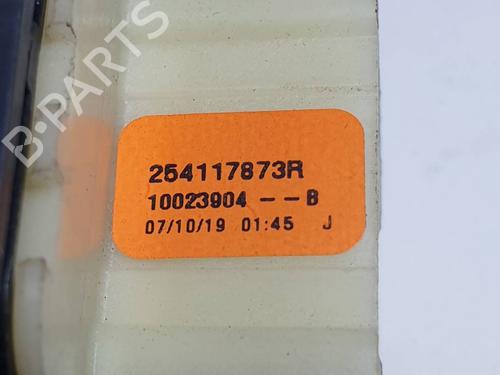 B-PARTS
254117873R
10023904 -- B
07/10/19 01:45 J